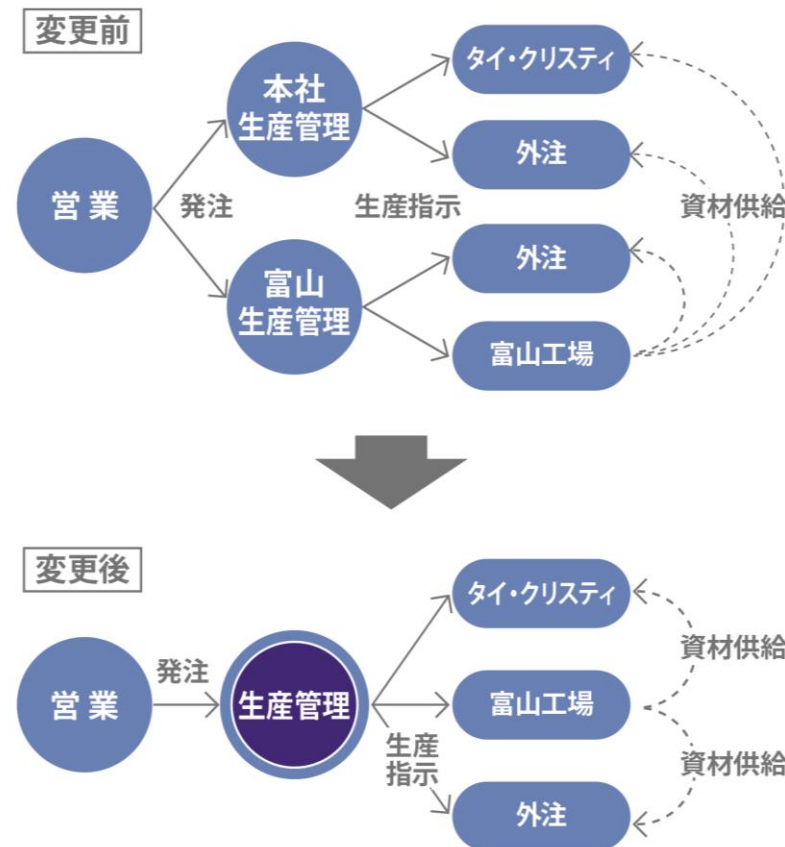 変更前
営業
発注
本社
生産管理
富山
生産管理
生産指示
タイ・クリスティ
外注
外注
富山工場
資材供給
変更後
営業
発注
生産管理
生産
指示
タイ・クリスティ
富山工場
外注
資材供給
資材供給